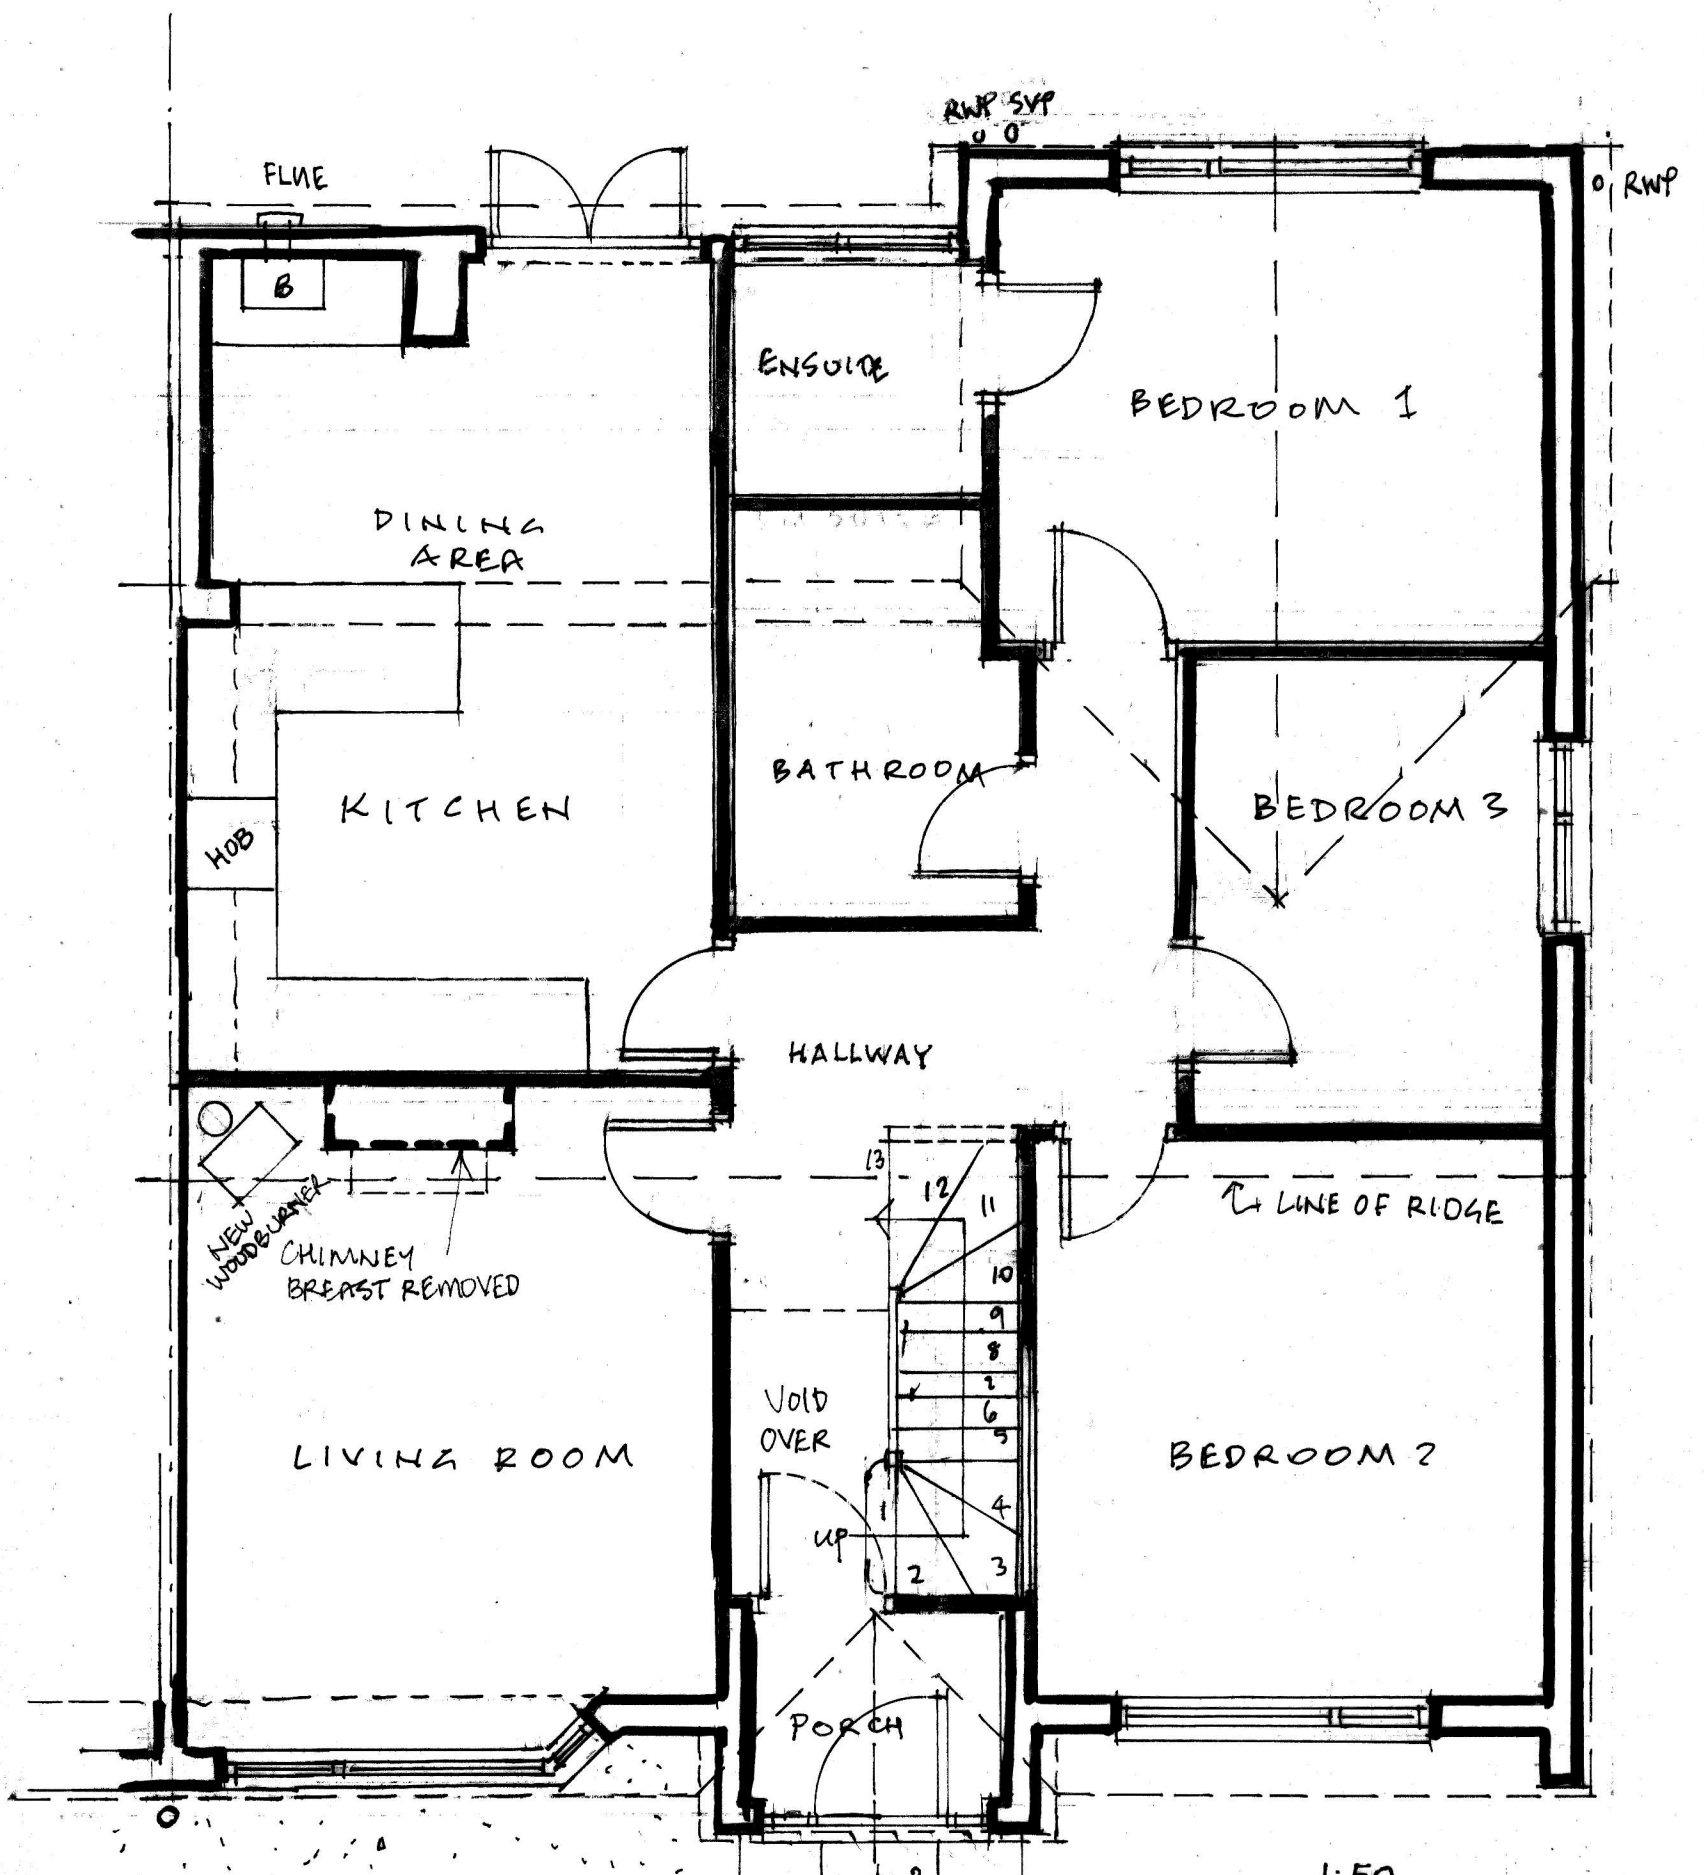 RWP SVP
FLUE
RWP
B
ENSUITE
BEDROOM 1
DINING
AREA
BATHROOM
KITCHEN
BEDROOM 3
HOB
HALLWAY
13
12
11
LINE OF RIDGE
NEW
WOODBURNER
CHIMNEY
BREAST REMOVED
10
9
8
6
5
VOID
OVER
LIVING ROOM
BEDROOM 2
4
1
UP
3
2
PORCH
1:50